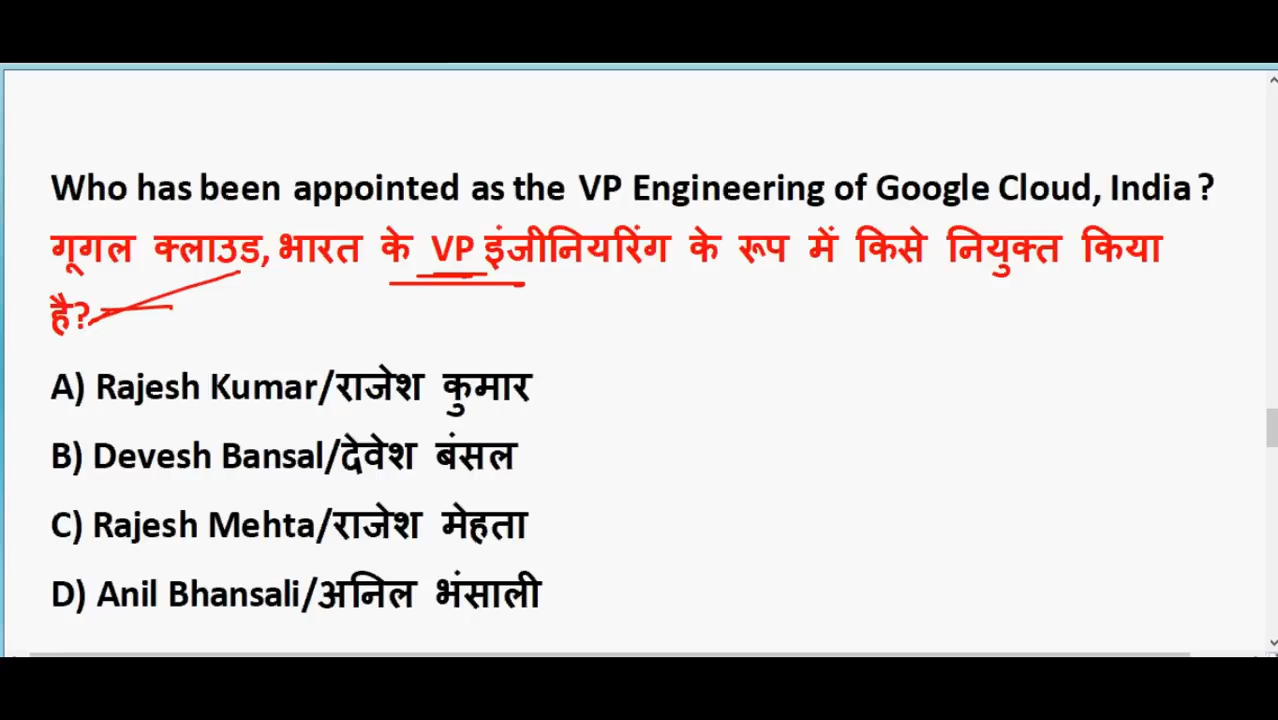 Who has been appointed as the VP Engineering of Google Cloud, India ?
गूगल क्लाउड, भारत के VP इंजीनियरिंग के रूप में किसे नियुक्त किया
है?
A) Rajesh Kumar/राजेश कुमार
B) Devesh Bansal/देवेश बंसल
C) Rajesh Mehta/राजेश मेहता
D) Anil Bhansali/अनिल भंसाली